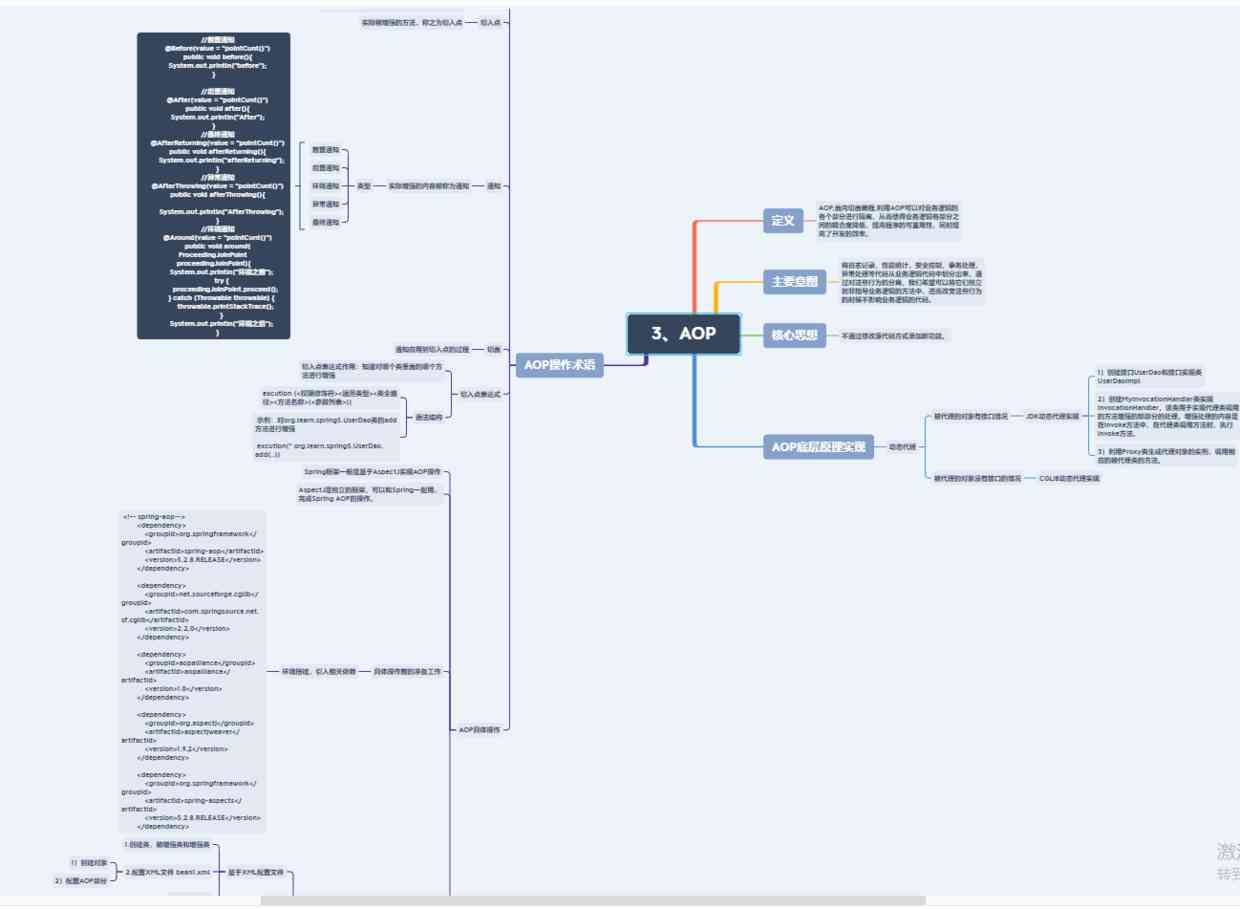 实际被增强的方法，称之为切入点
切入点
//前置通知
@Before(value = "pointCunt()")
public void before(){
System.out.println("before");
}
//后置通知
@After(value = "pointCunt()")
public void after(){
System.out.println("After");
}
//最终通知
@AfterReturning(value = "pointCunt()")
public void afterReturning(){
System.out.println("afterReturning");
}
//异常通知
@AfterThrowing(value = "pointCunt()")
public void afterThrowing(){
System.out.println("AfterThrowing");
}
//环绕通知
@Around(value = "pointCunt()")
public void around(
ProceedingJoinPoint
proceedingJoinPoint){
System.out.println("环绕之前");
try {
proceedingJoinPoint.proceed();
} catch (Throwable throwable) {
throwable.printStackTrace();
}
System.out.println("环绕之后");
}
前置通知
后置通知
环绕通知
异常通知
最终通知
类型
实际增强的内容被称为通知
通知
通知应用到切入点的过程
切面
切入点表达式作用：知道对哪个类里面的哪个方
法进行增强
excution (<权限修饰符><返回类型><类全路
径><方法名称>(<参数列表>))
示例：对org.learn.spring5.UserDao类的add
方法进行增强
excution(* org.learn.spring5.UserDao.
add(..))
语法结构
切入点表达式
AOP操作术语
Spring框架一般是基于AspectJ实现AOP操作
AspectJ是独立的框架，可以和Spring一起用，
完成Spring AOP的操作。
<!-- spring-aop-->
<dependency>
<groupId>org.springframework</
groupId>
<artifactId>spring-aop</artifactId>
<version>5.2.8.RELEASE</version>
</dependency>
<dependency>
<groupId>net.sourceforge.cglib</
groupId>
<artifactId>com.springsource.net.
sf.cglib</artifactId>
<version>2.2.0</version>
</dependency>
<dependency>
<groupId>aopalliance</groupId>
<artifactId>aopalliance</
artifactId>
<version>1.0</version>
</dependency>
<dependency>
<groupId>org.aspectj</groupId>
<artifactId>aspectjweaver</
artifactId>
<version>1.9.2</version>
</dependency>
<dependency>
<groupId>org.springframework</
groupId>
<artifactId>spring-aspects</
artifactId>
<version>5.2.8.RELEASE</version>
</dependency>
环境搭建，引入相关依赖
具体操作前的准备工作
AOP具体操作
1.创建类，被增强类和增强类
1）创建对象
2）配置AOP部分
2.配置XML文件 bean1.xml
基于XML配置文件
3、AOP
定义
AOP,面向切面编程,利用AOP可以对业务逻辑的
各个部分进行隔离，从而使得业务逻辑各部分之
间的耦合度降低，提高程序的可重用性，同时提
高了开发的效率。
主要意图
将日志记录，性能统计，安全控制，事务处理，
异常处理等代码从业务逻辑代码中划分出来，通
过对这些行为的分离，我们希望可以将它们独立
到非指导业务逻辑的方法中，进而改变这些行为
的时候不影响业务逻辑的代码。
核心思想
不通过修改源代码方式添加新功能。
AOP底层原理实现
动态代理
被代理的对象有接口情况
JDK动态代理实现
1）创建接口UserDao和接口实现类
UserDaoImpl
2）创建MyInvocationHandler类实现
InvocationHandler，该类用于实现代理类调用
的方法增强的那部分的处理，增强处理的内容是
在Invoke方法中，在代理类调用方法时，执行
Invoke方法。
3）利用Proxy类生成代理对象的实例，调用相
应的被代理类的方法。
被代理的对象没有接口的情况
CGLIB动态代理实现
激活
转到